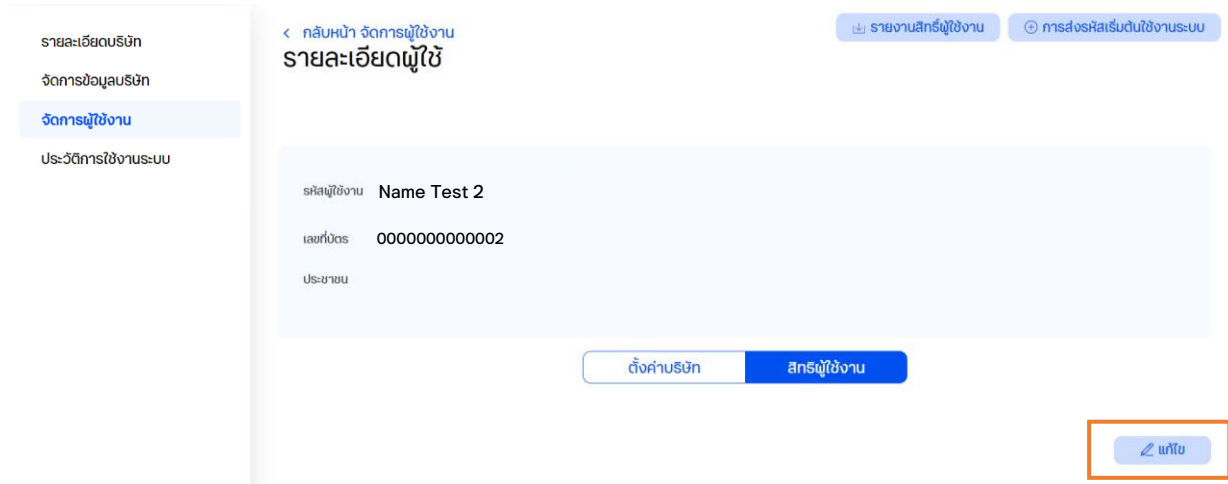 รายละเอียดบริษัท
จัดการข้อมูลบริษัท
จัดการผู้ใช้งาน
ประวัติการใช้งานระบบ
< กลับหน้า จัดการผู้ใช้งาน
รายละเอียดผู้ใช้
รายงานสิทธิ์ผู้ใช้งาน
การส่งรหัสเริ่มต้นใช้งานระบบ
รหัสผู้ใช้งาน Name Test 2
เลขที่บัตร 0000000000002
ประชาชน
ตั้งค่าบริษัท
สิทธิผู้ใช้งาน
แก้ไข